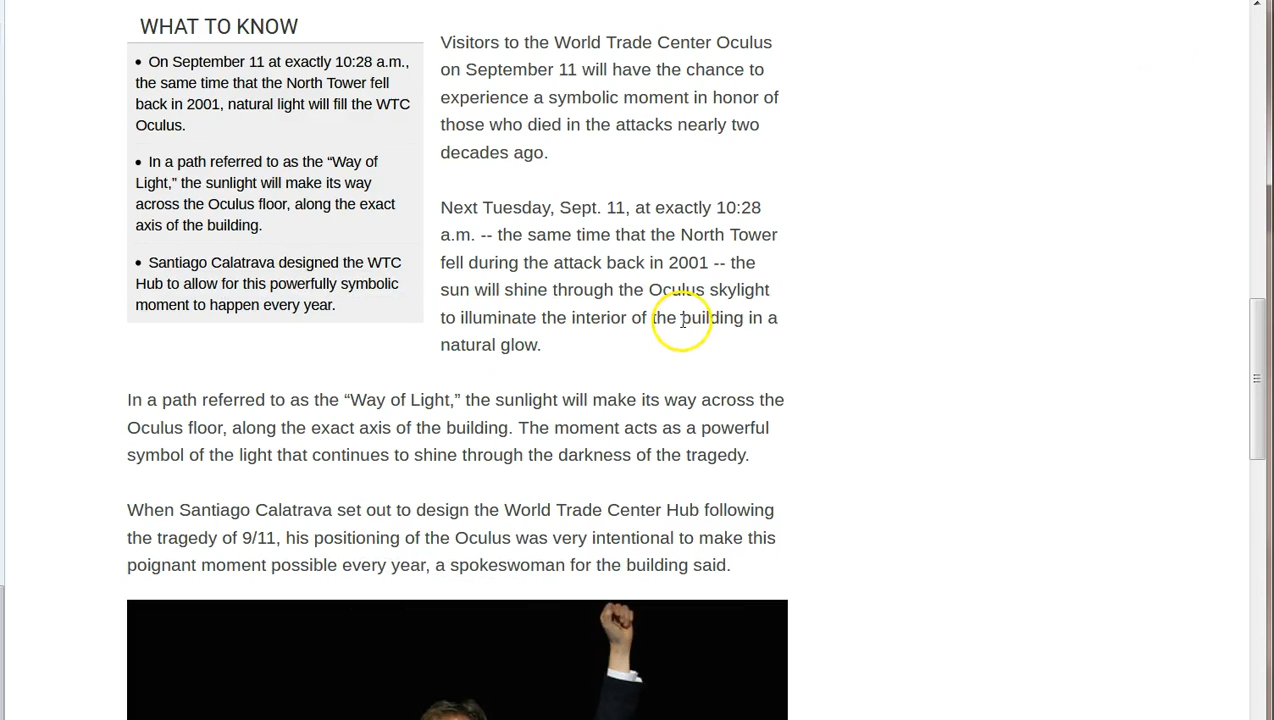 WHAT TO KNOW
• On September 11 at exactly 10:28 a.m.,
the same time that the North Tower fell
back in 2001, natural light will fill the WTC
Oculus.
• In a path referred to as the “Way of
Light,” the sunlight will make its way
across the Oculus floor, along the exact
axis of the building.
• Santiago Calatrava designed the WTC
Hub to allow for this powerfully symbolic
moment to happen every year.
Visitors to the World Trade Center Oculus
on September 11 will have the chance to
experience a symbolic moment in honor of
those who died in the attacks nearly two
decades ago.
Next Tuesday, Sept. 11, at exactly 10:28
a.m. -- the same time that the North Tower
fell during the attack back in 2001 -- the
sun will shine through the Oculus skylight
to illuminate the interior of the building in a
natural glow.
In a path referred to as the “Way of Light,” the sunlight will make its way across the
Oculus floor, along the exact axis of the building. The moment acts as a powerful
symbol of the light that continues to shine through the darkness of the tragedy.
When Santiago Calatrava set out to design the World Trade Center Hub following
the tragedy of 9/11, his positioning of the Oculus was very intentional to make this
poignant moment possible every year, a spokeswoman for the building said.